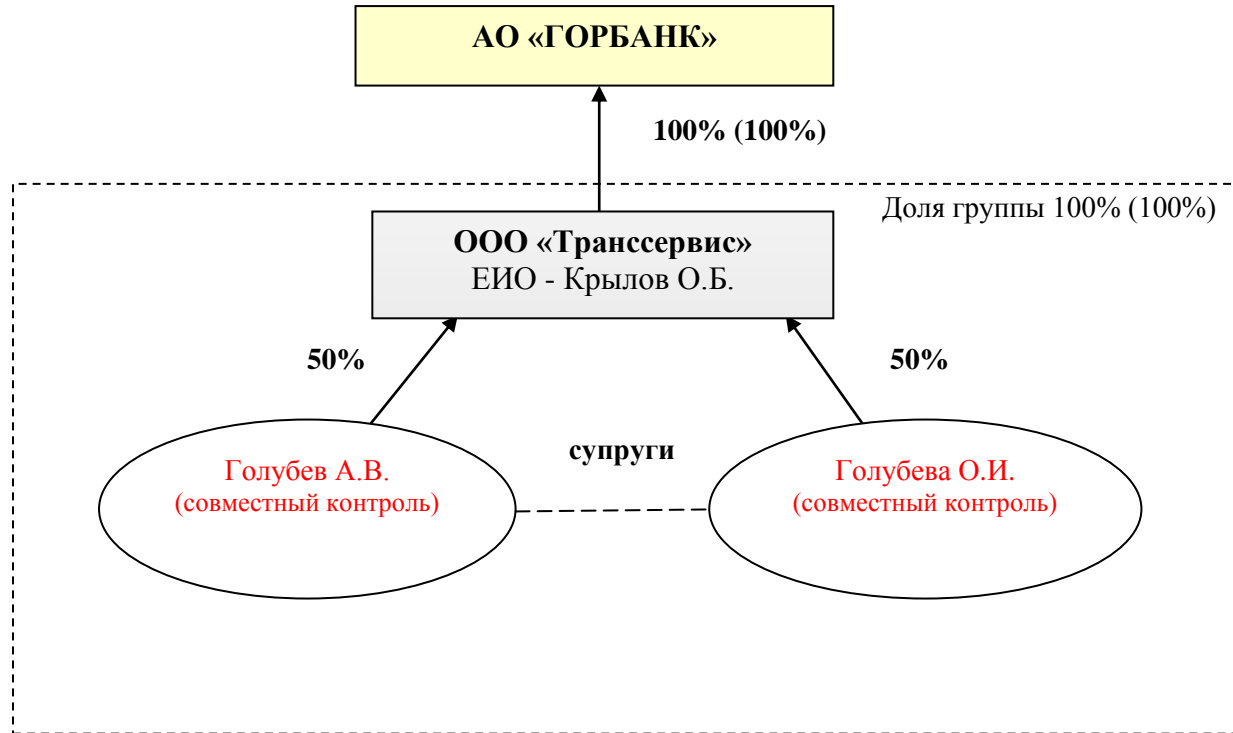 АО «ГОРБАНК»
100% (100%)
Доля группы 100% (100%)
ООО «Транссервис»
ЕИО - Крылов О.Б.
50%
50%
супруги
Голубев А.В.
(совместный контроль)
Голубева О.И.
(совместный контроль)